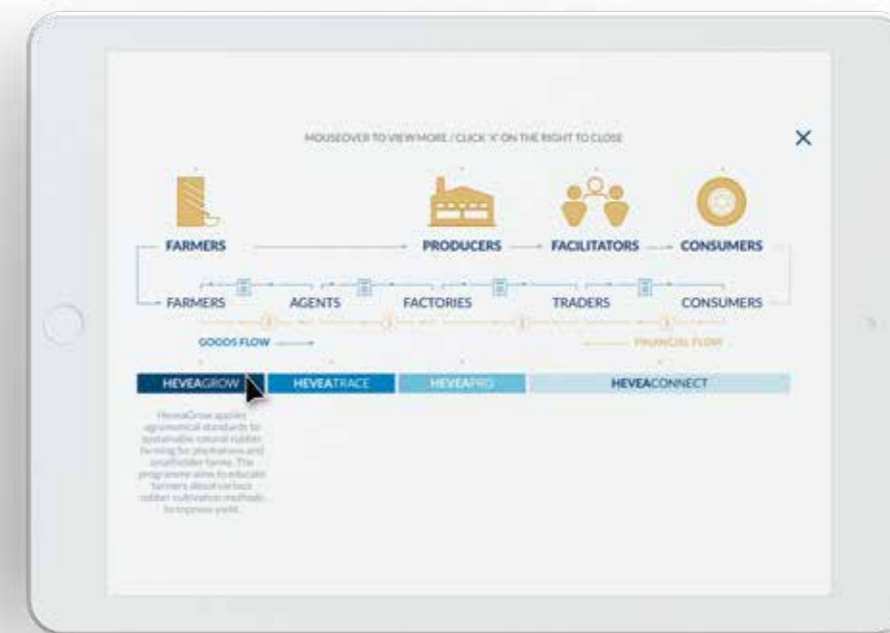 MOUSEOVER TO VIEW MORE / CLICK 'X' ON THE RIGHT TO CLOSE
FARMERS PRODUCERS FACILITATORS CONSUMERS
FARMERS AGENTS FACTORIES TRADERS CONSUMERS
GOODS FLOW FINANCIAL FLOW
HEVEAGROW HEVEATRACE HEVEAPRO HEVEACONNECT
HeveaGrow applies
agronomical standards to
sustainable natural rubber
farming for plantations and
smallholder farms. The
programme aims to educate
farmers about various
rubber cultivation methods
to improve yield.